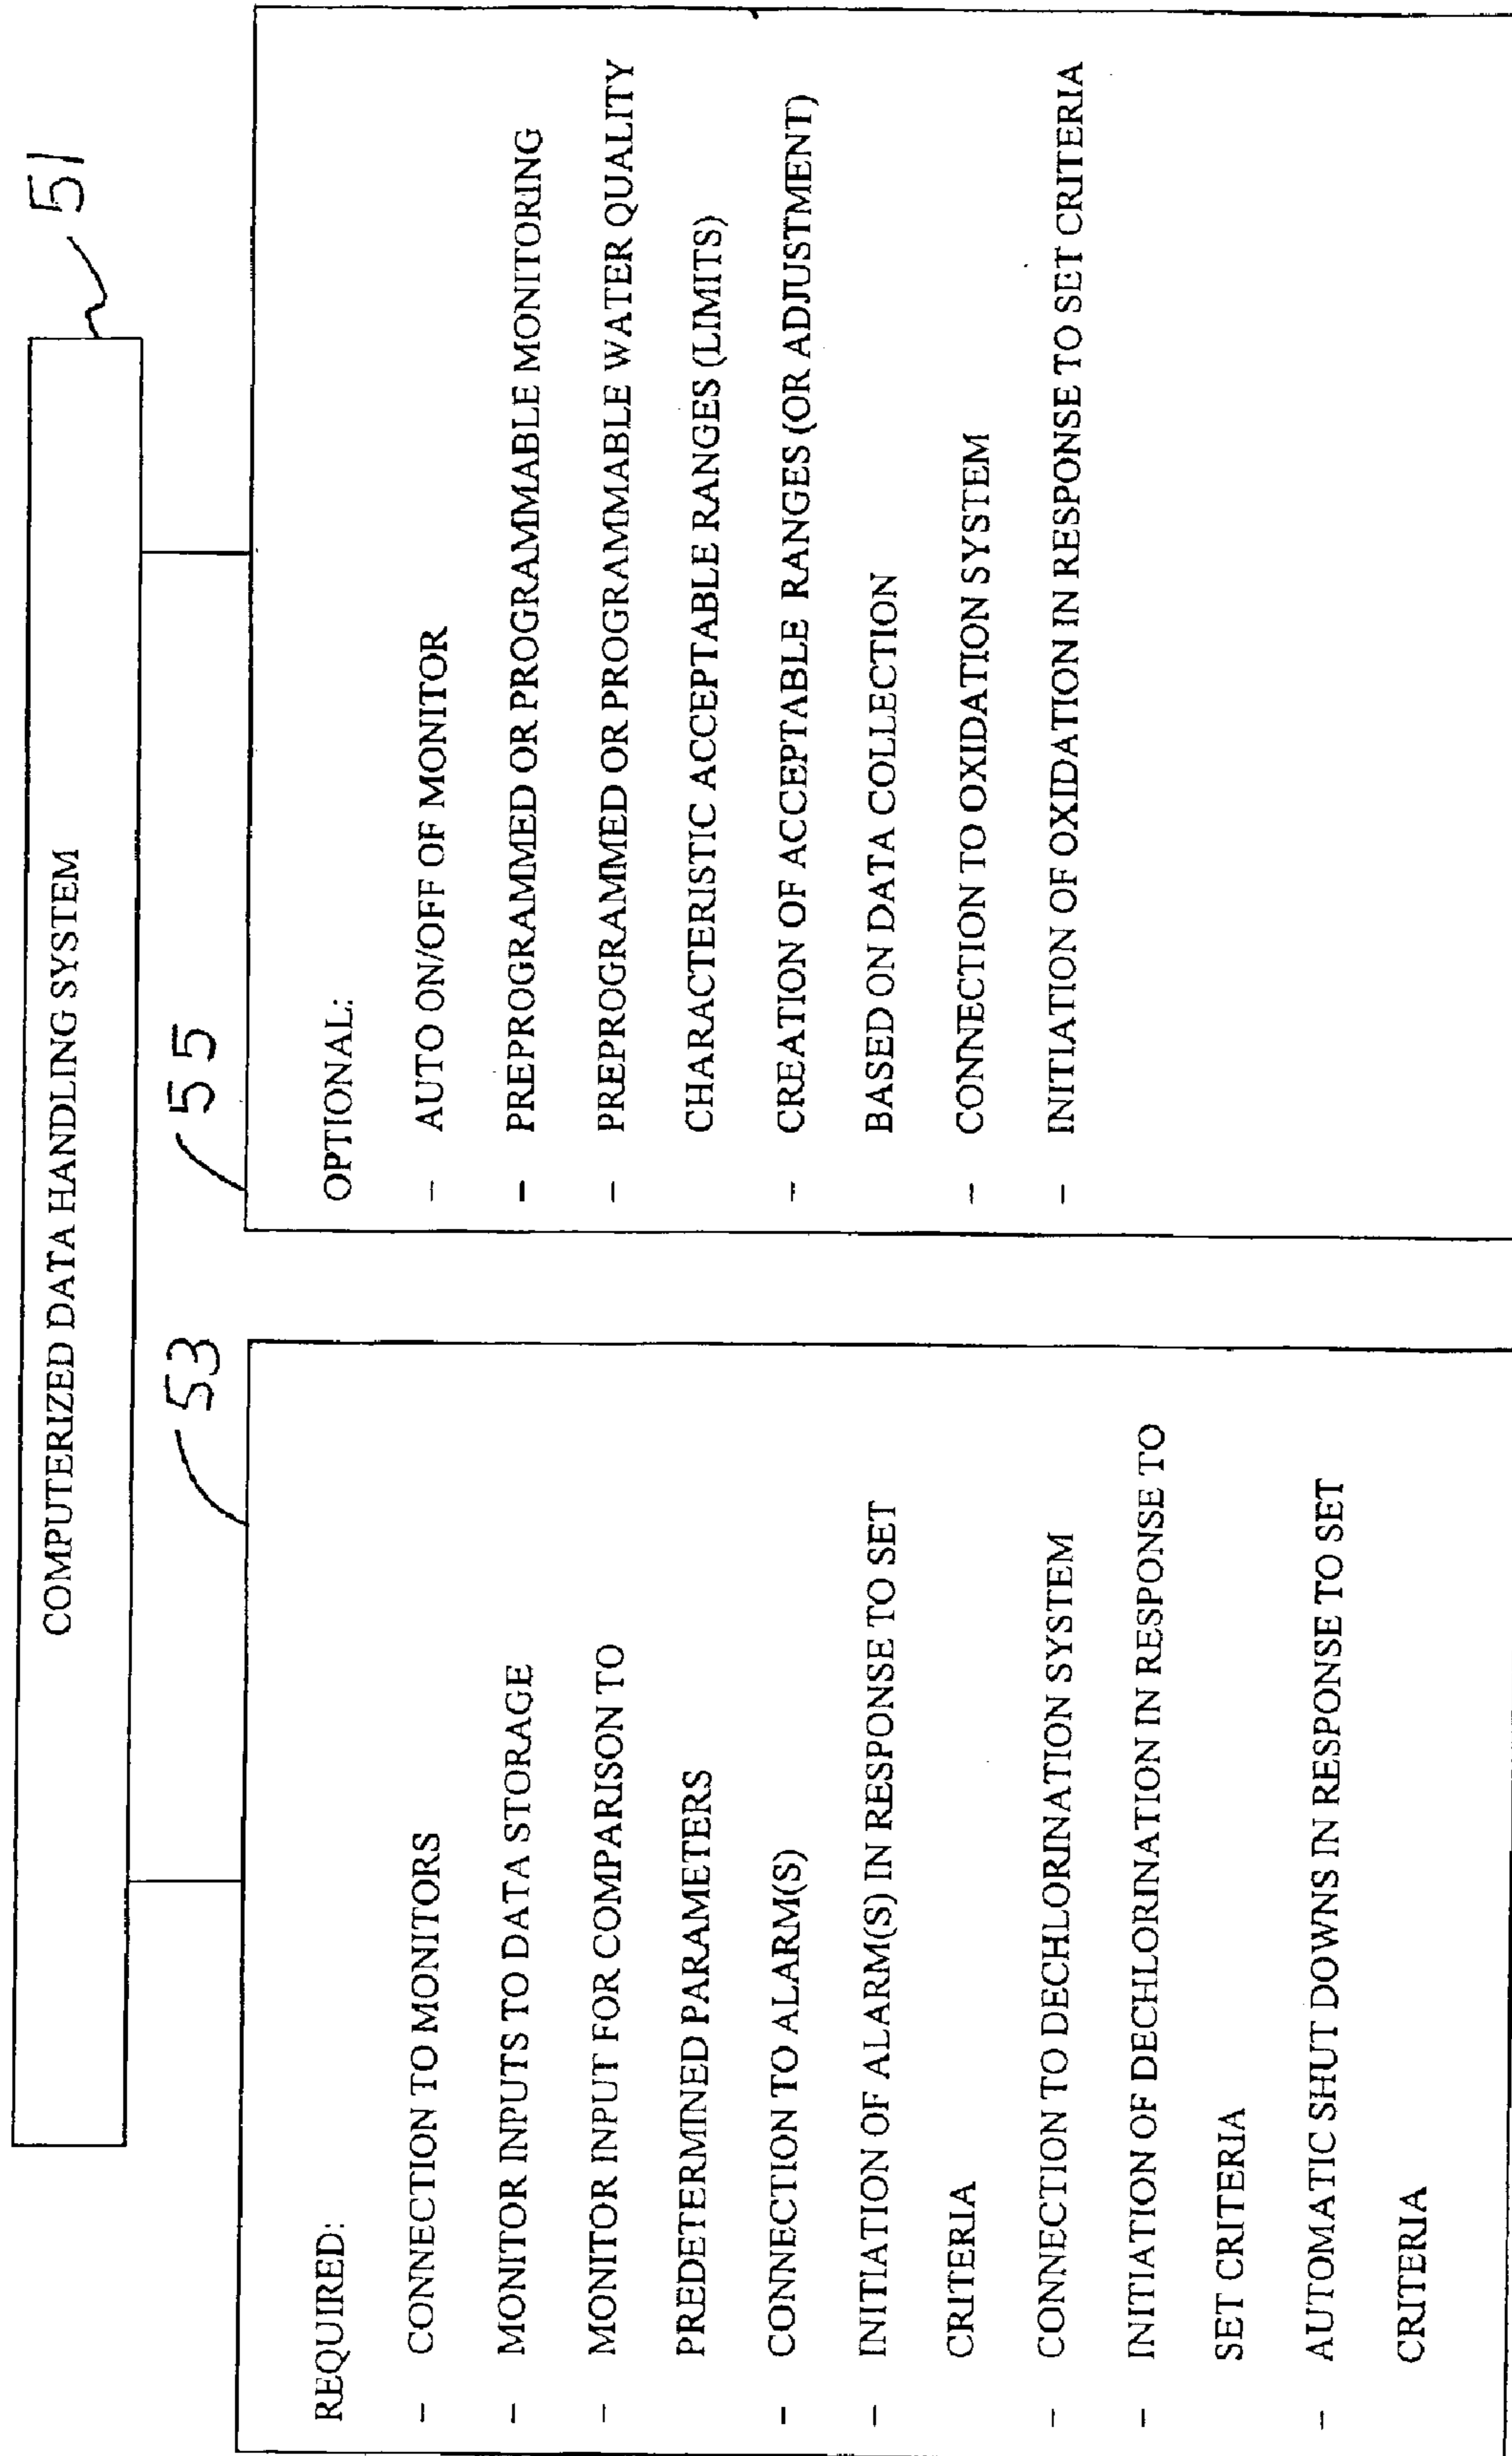 COMPUTERIZED DATA HANDLING SYSTEM
51
53
REQUIRED:
- CONNECTION TO MONITORS
- MONITOR INPUTS TO DATA STORAGE
- MONITOR INPUT FOR COMPARISON TO
PREDETERMINED PARAMETERS
- CONNECTION TO ALARM(S)
- INITIATION OF ALARM(S) IN RESPONSE TO SET
CRITERIA
- CONNECTION TO DECHLORINATION SYSTEM
- INITIATION OF DECHLORINATION IN RESPONSE TO
SET CRITERIA
- AUTOMATIC SHUT DOWNS IN RESPONSE TO SET
CRITERIA
55
OPTIONAL:
- AUTO ON/OFF OF MONITOR
- PREPROGRAMMED OR PROGRAMMABLE MONITORING
- PREPROGRAMMED OR PROGRAMMABLE WATER QUALITY
CHARACTERISTIC ACCEPTABLE RANGES (LIMITS)
- CREATION OF ACCEPTABLE RANGES (OR ADJUSTMENT)
BASED ON DATA COLLECTION
- CONNECTION TO OXIDATION SYSTEM
- INITIATION OF OXIDATION IN RESPONSE TO SET CRITERIA